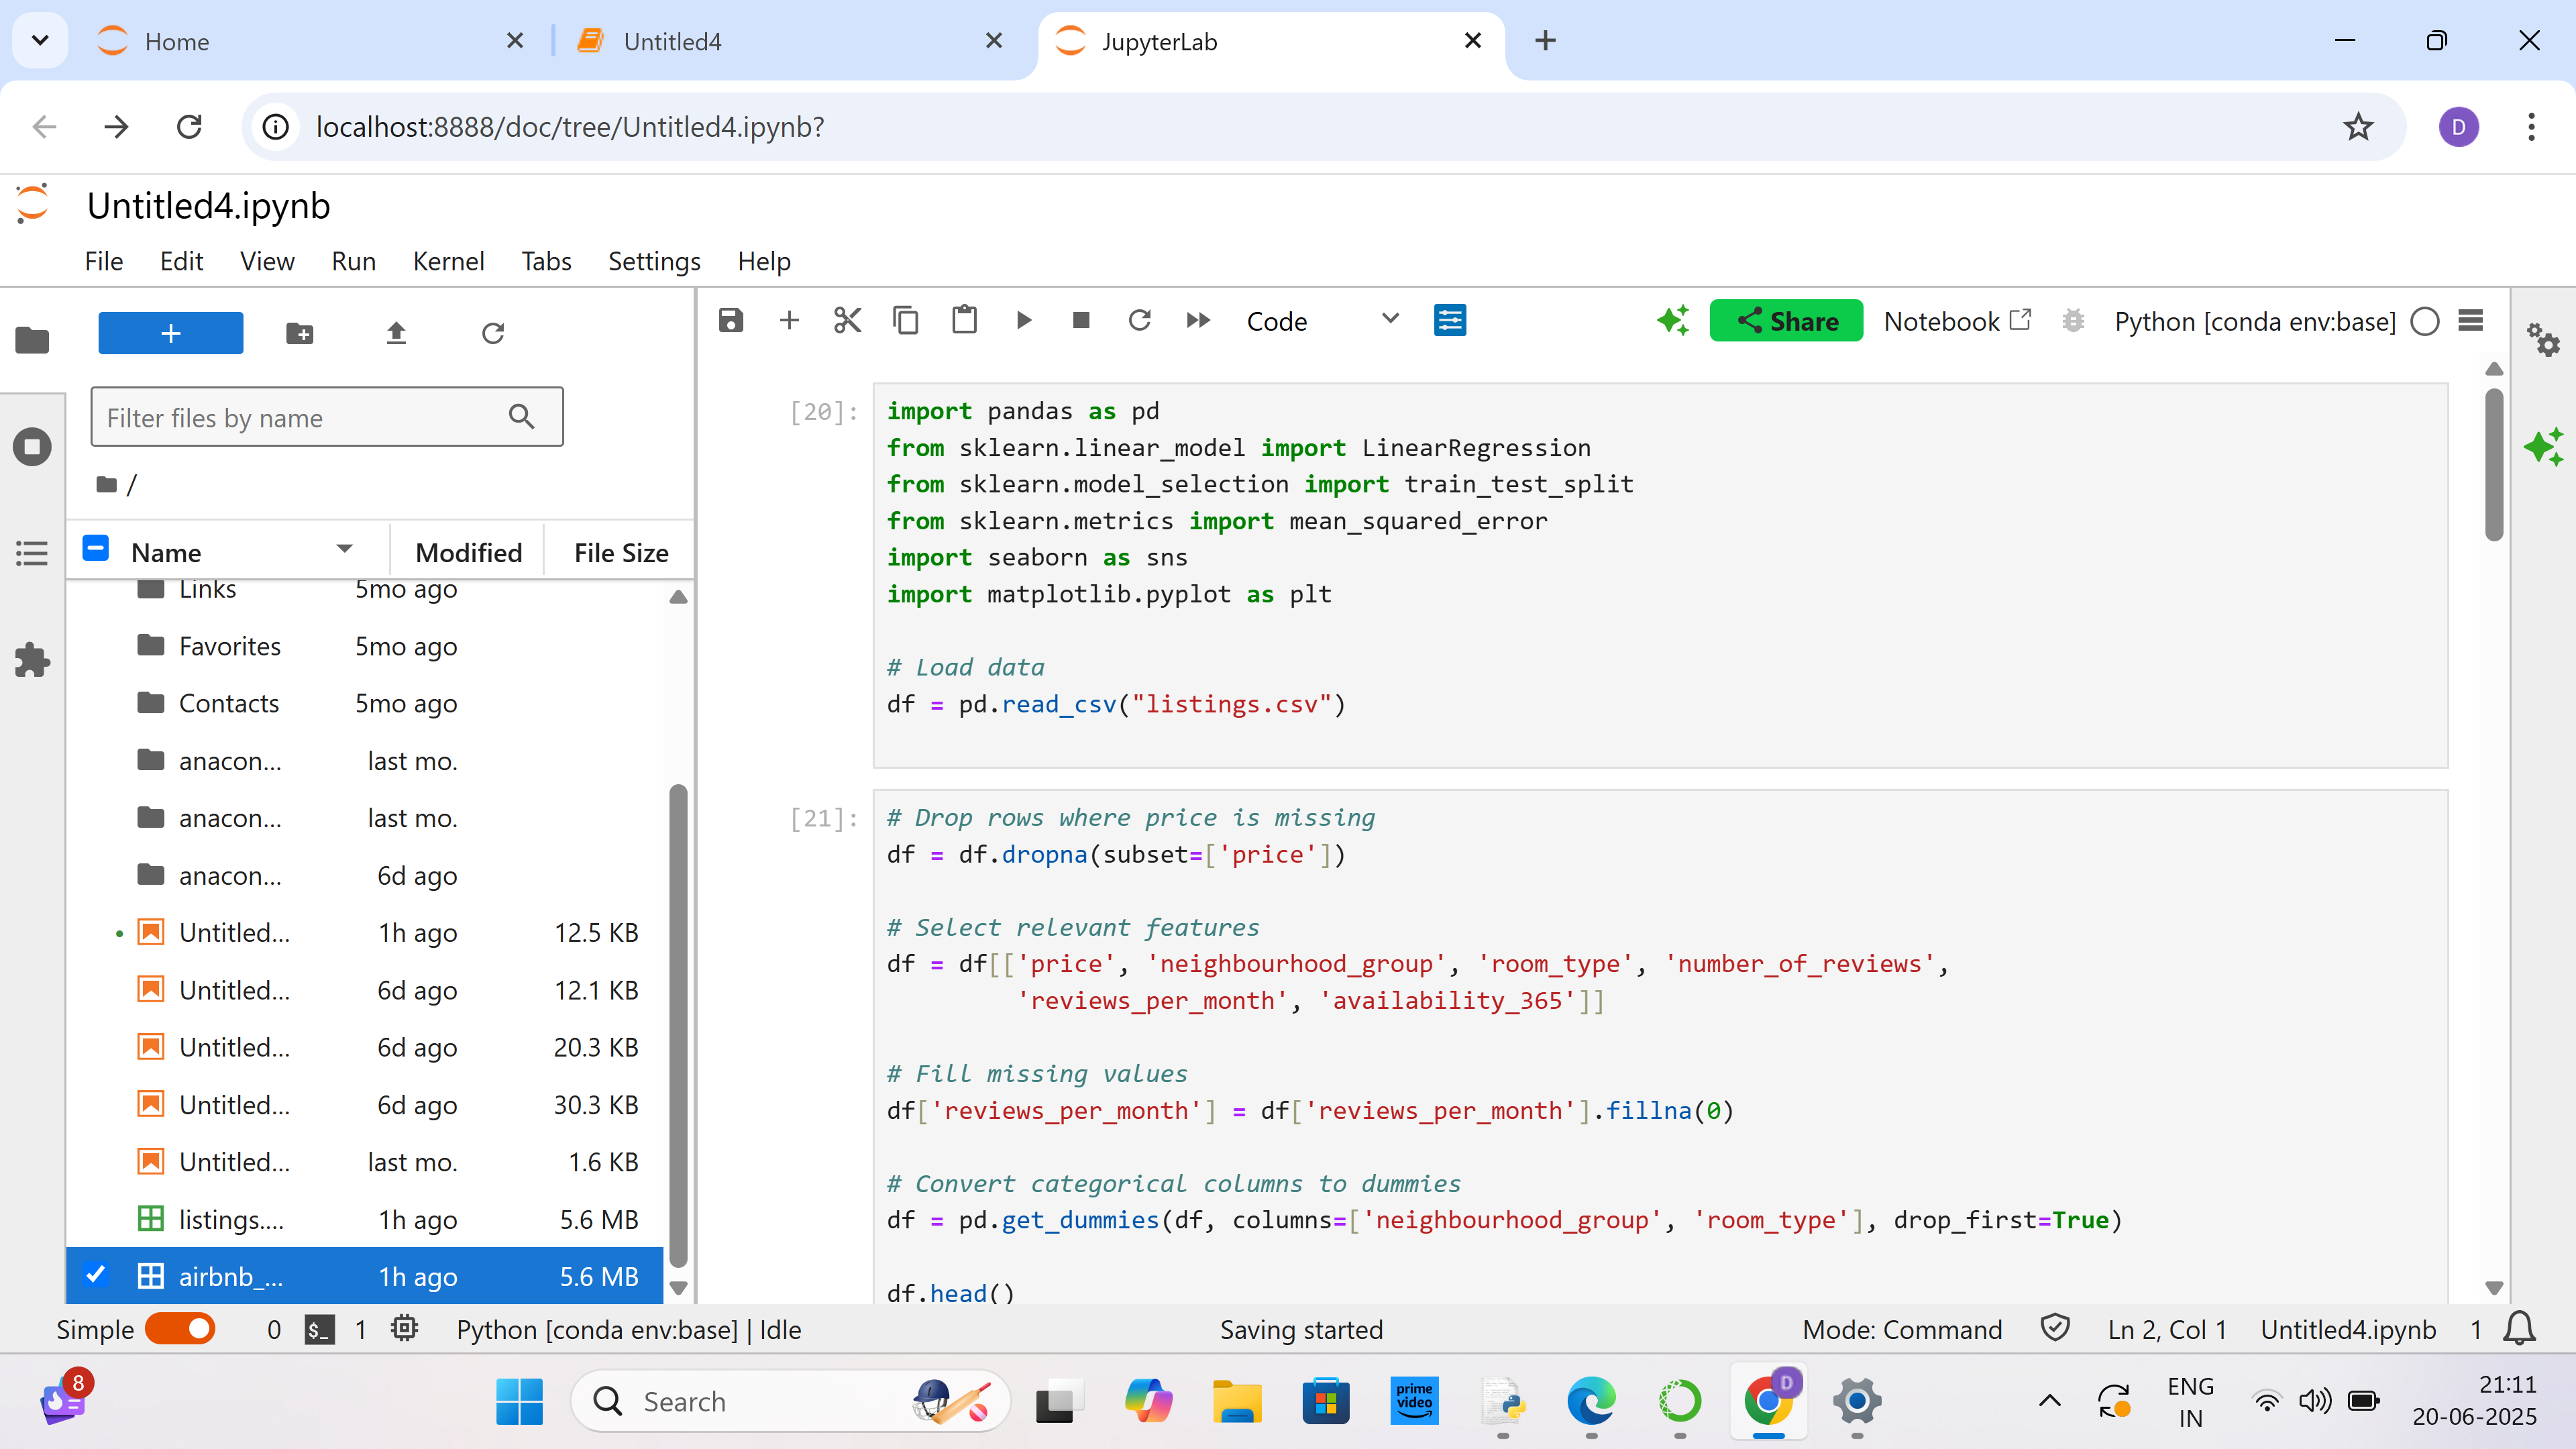 Home
Untitled4
JupyterLab
localhost:8888/doc/tree/Untitled4.ipynb?
D
Untitled4.ipynb
File Edit View Run Kernel Tabs Settings Help
Code
Share
Notebook
Python [conda env:base]
Filter files by name
/
Name Modified File Size
Links 5mo ago
Favorites 5mo ago
Contacts 5mo ago
anacon... last mo.
anacon... last mo.
anacon... 6d ago
Untitled... 1h ago 12.5 KB
Untitled... 6d ago 12.1 KB
Untitled... 6d ago 20.3 KB
Untitled... 6d ago 30.3 KB
Untitled... last mo. 1.6 KB
listings.... 1h ago 5.6 MB
airbnb_... 1h ago 5.6 MB
[20]:
import pandas as pd
from sklearn.linear_model import LinearRegression
from sklearn.model_selection import train_test_split
from sklearn.metrics import mean_squared_error
import seaborn as sns
import matplotlib.pyplot as plt
# Load data
df = pd.read_csv("listings.csv")
[21]:
# Drop rows where price is missing
df = df.dropna(subset=['price'])
# Select relevant features
df = df[['price', 'neighbourhood_group', 'room_type', 'number_of_reviews',
'reviews_per_month', 'availability_365']]
# Fill missing values
df['reviews_per_month'] = df['reviews_per_month'].fillna(0)
# Convert categorical columns to dummies
df = pd.get_dummies(df, columns=['neighbourhood_group', 'room_type'], drop_first=True)
df.head()
Simple 0 $_ 1 Python [conda env:base] | Idle Saving started Mode: Command Ln 2, Col 1 Untitled4.ipynb 1
8
Search
prime video
D
ENG
IN
21:11
20-06-2025